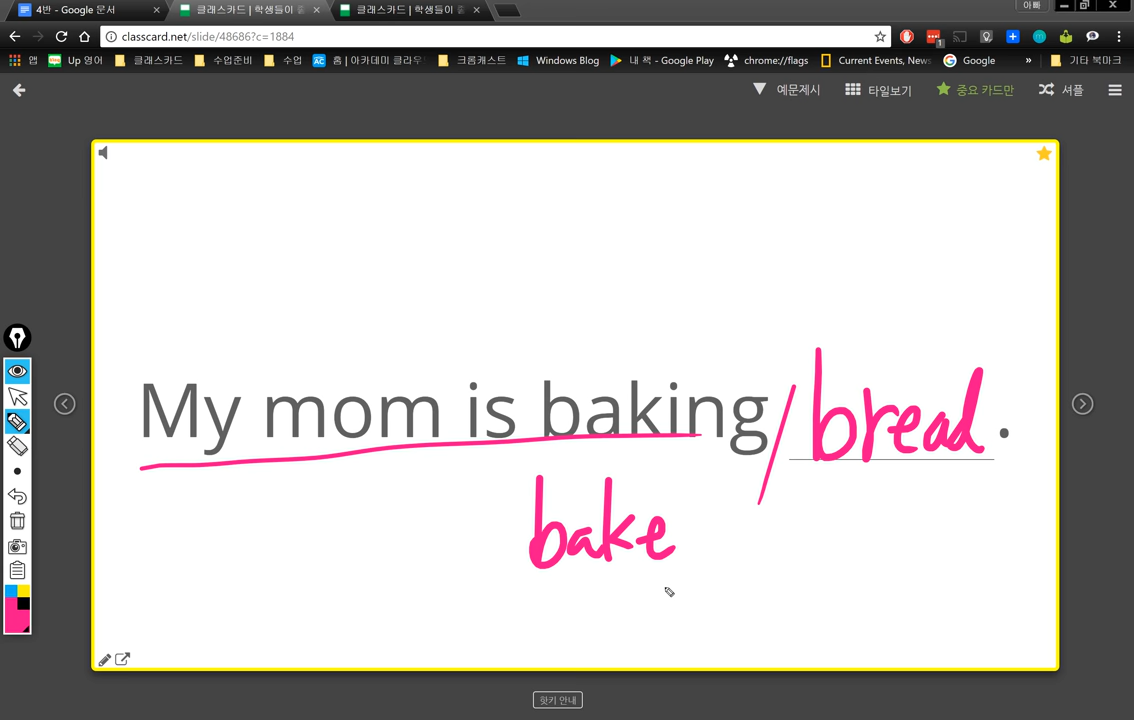 4반 - Google 문서
클래스카드 | 학생들이 클
클래스카드 | 학생들이 클
아빠
classcard.net/slide/48686?c=1884
앱 Up 영어 클래스카드 수업준비 수업 홈 | 아카데미 클라우 크롬캐스트 Windows Blog 내 책 - Google Play chrome://flags Current Events, News Google » 기타 북마크
예문제시 타일보기 중요 카드만 셔플
My mom is baking / bread .
bake
핫키 안내